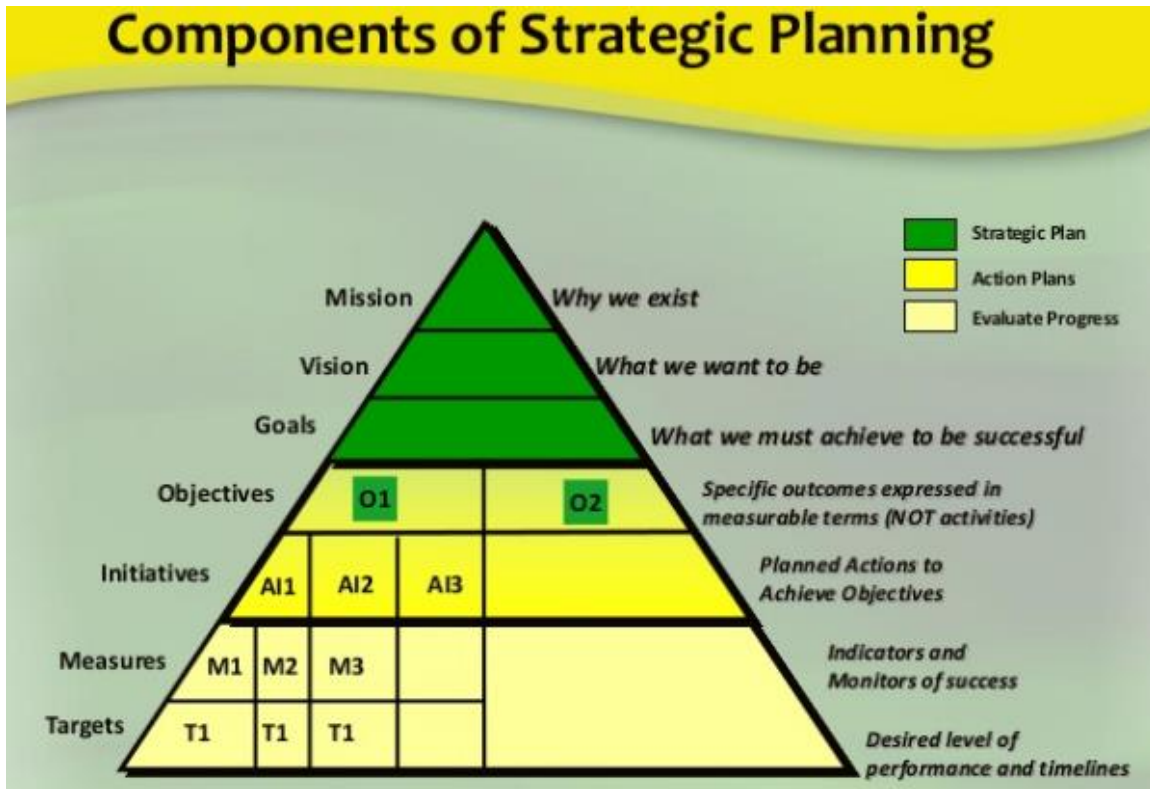 Components of Strategic Planning
Strategic Plan
Action Plans
Evaluate Progress
Mission
Why we exist
Vision
What we want to be
Goals
What we must achieve to be successful
Objectives
O1
O2
Specific outcomes expressed in
measurable terms (NOT activities)
Initiatives
AI1
AI2
AI3
Planned Actions to
Achieve Objectives
Measures
M1
M2
M3
Indicators and
Monitors of success
Targets
T1
T1
T1
Desired level of
performance and timelines